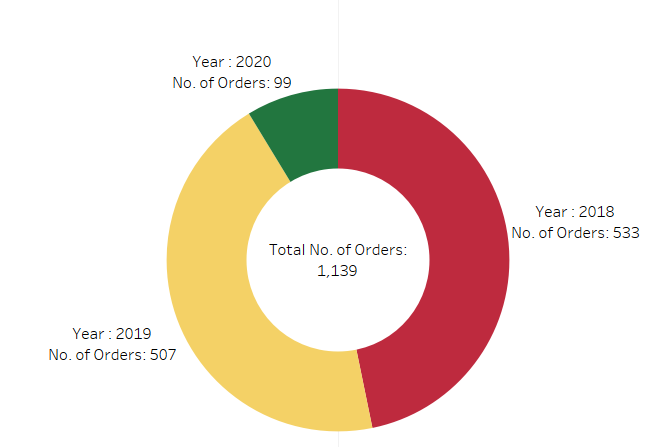 Year : 2020
No. of Orders: 99
Year : 2018
No. of Orders: 533
Total No. of Orders:
1,139
Year : 2019
No. of Orders: 507